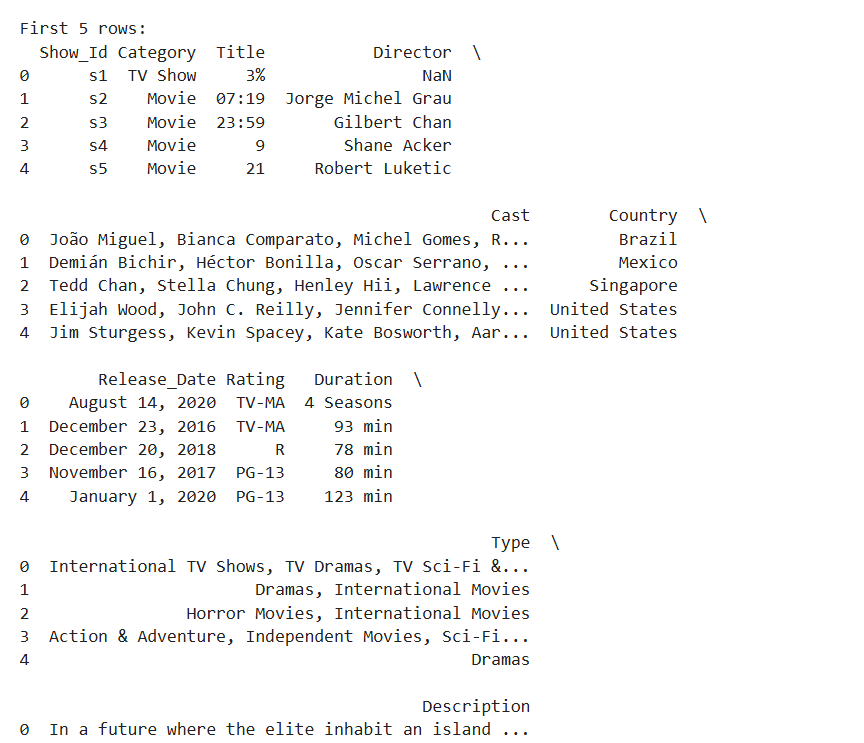 First 5 rows:
  Show_Id Category  Title            Director  \
0      s1  TV Show     3%                 NaN
1      s2    Movie  07:19   Jorge Michel Grau
2      s3    Movie  23:59        Gilbert Chan
3      s4    Movie      9         Shane Acker
4      s5    Movie     21      Robert Luketic

                                                Cast        Country  \
0  João Miguel, Bianca Comparato, Michel Gomes, R...         Brazil
1  Demián Bichir, Héctor Bonilla, Oscar Serrano, ...         Mexico
2  Tedd Chan, Stella Chung, Henley Hii, Lawrence ...      Singapore
3  Elijah Wood, John C. Reilly, Jennifer Connelly...  United States
4  Jim Sturgess, Kevin Spacey, Kate Bosworth, Aar...  United States

        Release_Date Rating   Duration  \
0    August 14, 2020  TV-MA  4 Seasons
1  December 23, 2016  TV-MA     93 min
2  December 20, 2018      R     78 min
3  November 16, 2017  PG-13     80 min
4    January 1, 2020  PG-13    123 min

                                                Type  \
0  International TV Shows, TV Dramas, TV Sci-Fi &...
1                       Dramas, International Movies
2                Horror Movies, International Movies
3  Action & Adventure, Independent Movies, Sci-Fi...
4                                             Dramas

                                         Description
0  In a future where the elite inhabit an island ...